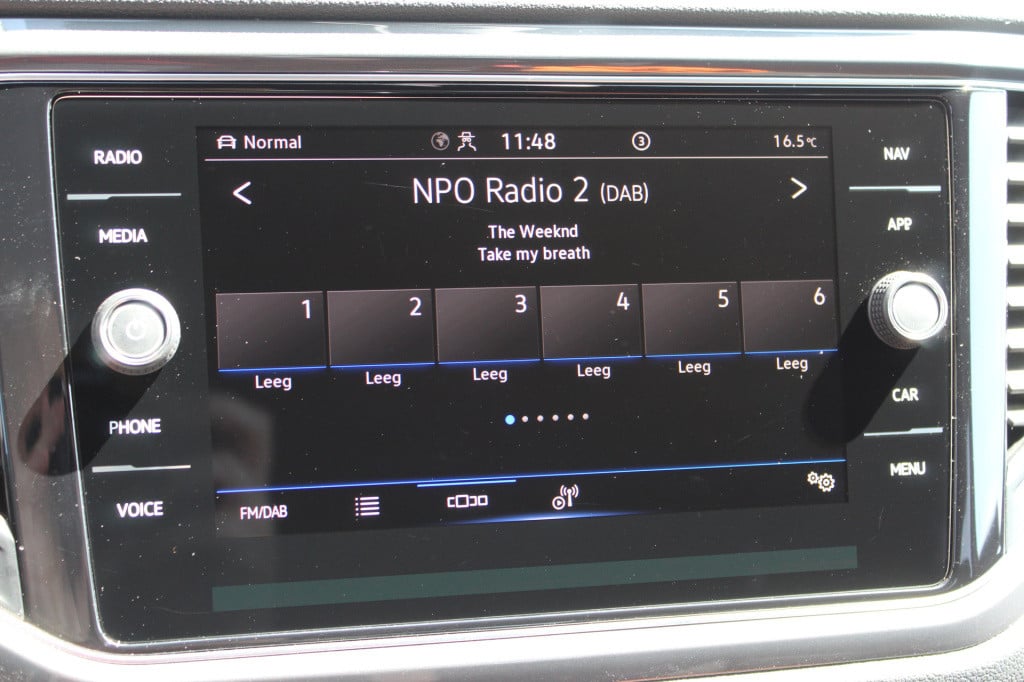 RADIO
MEDIA
PHONE
VOICE
Normal 11:48 3 16.5°C
< NPO Radio 2 (DAB) >
The Weeknd
Take my breath
1 2 3 4 5 6
Leeg Leeg Leeg Leeg Leeg Leeg
FM/DAB
NAV
APP
CAR
MENU